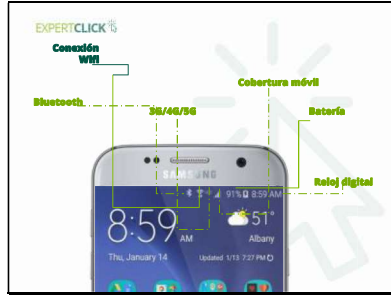 EXPERTCLICK
Conexión
Wifi
Cobertura móvil
Bluetooth
3G/4G/5G
Batería
SAMSUNG
Reloj digital
91% 8:59 AM
8:59 AM
51°
Albany
Thu, January 14
Updated 1/13 7:27 PM